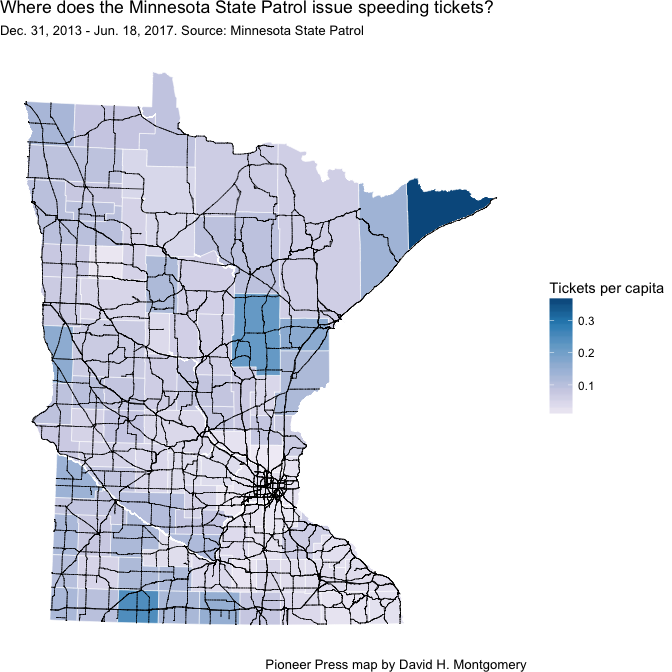 Where does the Minnesota State Patrol issue speeding tickets?
Dec. 31, 2013 - Jun. 18, 2017. Source: Minnesota State Patrol
Tickets per capita
0.3
0.2
0.1
Pioneer Press map by David H. Montgomery